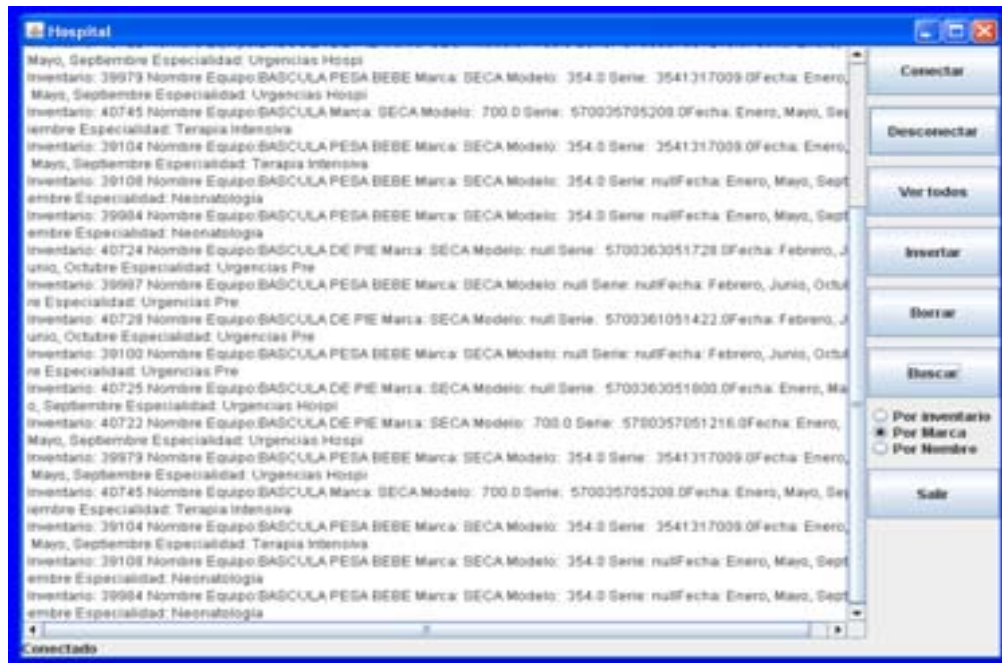 Hospital
Mayo, Septiembre Especialidad: Urgencias Hospi
Inventario: 39979 Nombre Equipo:BASCULA PESA BEBE Marca: SECA Modelo: 354.0 Serie: 3541317009.0Fecha: Enero,
Mayo, Septiembre Especialidad: Urgencias Hospi
Inventario: 40745 Nombre Equipo:BASCULA Marca: SECA Modelo: 700.0 Serie: 570035705208.0Fecha: Enero, Mayo, Sep
iembre Especialidad: Terapia Intensiva
Inventario: 39104 Nombre Equipo:BASCULA PESA BEBE Marca: SECA Modelo: 354.0 Serie: 3541317009.0Fecha: Enero,
Mayo, Septiembre Especialidad: Terapia Intensiva
Inventario: 39108 Nombre Equipo:BASCULA PESA BEBE Marca: SECA Modelo: 354.0 Serie: nullFecha: Enero, Mayo, Sept
embre Especialidad: Neonatologia
Inventario: 39984 Nombre Equipo:BASCULA PESA BEBE Marca: SECA Modelo: 354.0 Serie: nullFecha: Enero, Mayo, Sept
embre Especialidad: Neonatologia
Inventario: 40724 Nombre Equipo:BASCULA DE PIE Marca: SECA Modelo: null Serie: 5700363051728.0Fecha: Febrero, J
unio, Octubre Especialidad: Urgencias Pre
Inventario: 39987 Nombre Equipo:BASCULA PESA BEBE Marca: SECA Modelo: null Serie: nullFecha: Febrero, Junio, Octu
re Especialidad: Urgencias Pre
Inventario: 40728 Nombre Equipo:BASCULA DE PIE Marca: SECA Modelo: null Serie: 5700361051422.0Fecha: Febrero, J
unio, Octubre Especialidad: Urgencias Pre
Inventario: 39100 Nombre Equipo:BASCULA PESA BEBE Marca: SECA Modelo: null Serie: nullFecha: Febrero, Junio, Octu
re Especialidad: Urgencias Pre
Inventario: 40725 Nombre Equipo:BASCULA DE PIE Marca: SECA Modelo: null Serie: 5700363051800.0Fecha: Enero, Ma
o, Septiembre Especialidad: Urgencias Hospi
Inventario: 40722 Nombre Equipo:BASCULA DE PIE Marca: SECA Modelo: 700.0 Serie: 5780357051216.0Fecha: Enero,
Mayo, Septiembre Especialidad: Urgencias Hospi
Inventario: 39979 Nombre Equipo:BASCULA PESA BEBE Marca: SECA Modelo: 354.0 Serie: 3541317009.0Fecha: Enero,
Mayo, Septiembre Especialidad: Urgencias Hospi
Inventario: 40745 Nombre Equipo:BASCULA Marca: SECA Modelo: 700.0 Serie: 570035705208.0Fecha: Enero, Mayo, Sep
iembre Especialidad: Terapia Intensiva
Inventario: 39104 Nombre Equipo:BASCULA PESA BEBE Marca: SECA Modelo: 354.0 Serie: 3541317009.0Fecha: Enero,
Mayo, Septiembre Especialidad: Terapia Intensiva
Inventario: 39108 Nombre Equipo:BASCULA PESA BEBE Marca: SECA Modelo: 354.0 Serie: nullFecha: Enero, Mayo, Sept
embre Especialidad: Neonatologia
Inventario: 39984 Nombre Equipo:BASCULA PESA BEBE Marca: SECA Modelo: 354.0 Serie: nullFecha: Enero, Mayo, Sept
embre Especialidad: Neonatologia
Conectado
Conectar
Desconectar
Ver todos
Insertar
Borrar
Buscar
Por inventario
Por Marca
Por Nombre
Salir